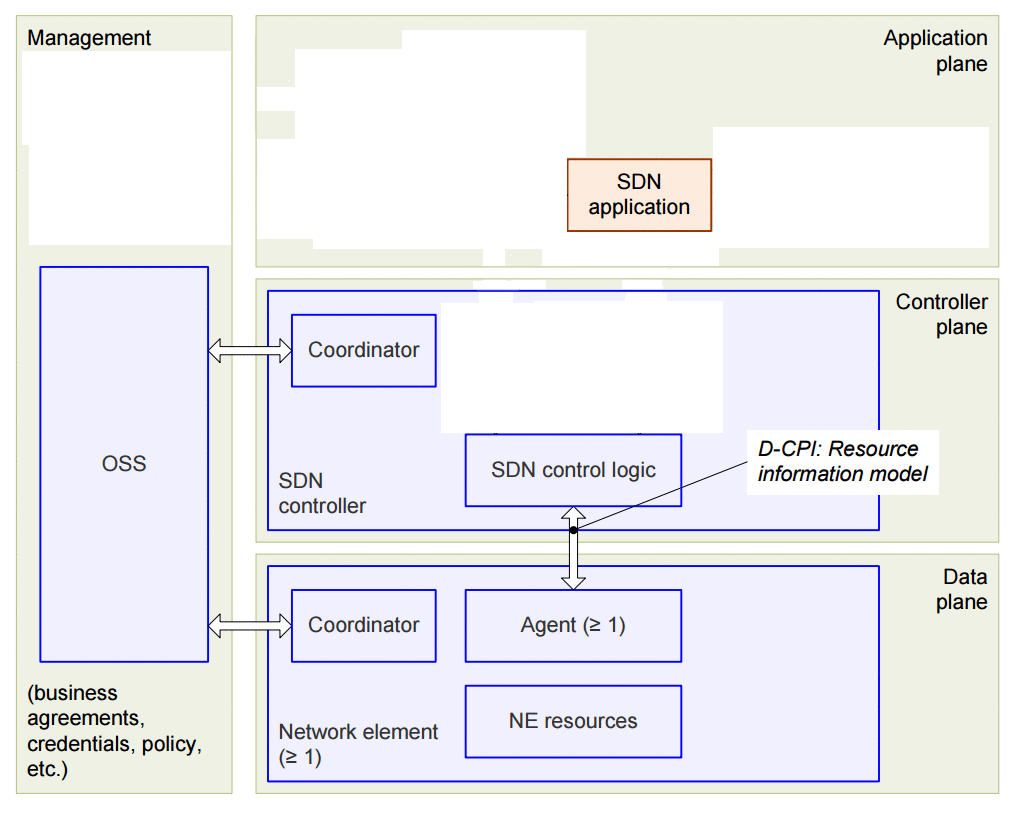 Management
Application
plane
SDN
application
Controller
plane
Coordinator
OSS
SDN control logic
D-CPI: Resource
information model
SDN
controller
Data
plane
Coordinator
Agent (≥ 1)
NE resources
Network element
(≥ 1)
(business
agreements,
credentials, policy,
etc.)